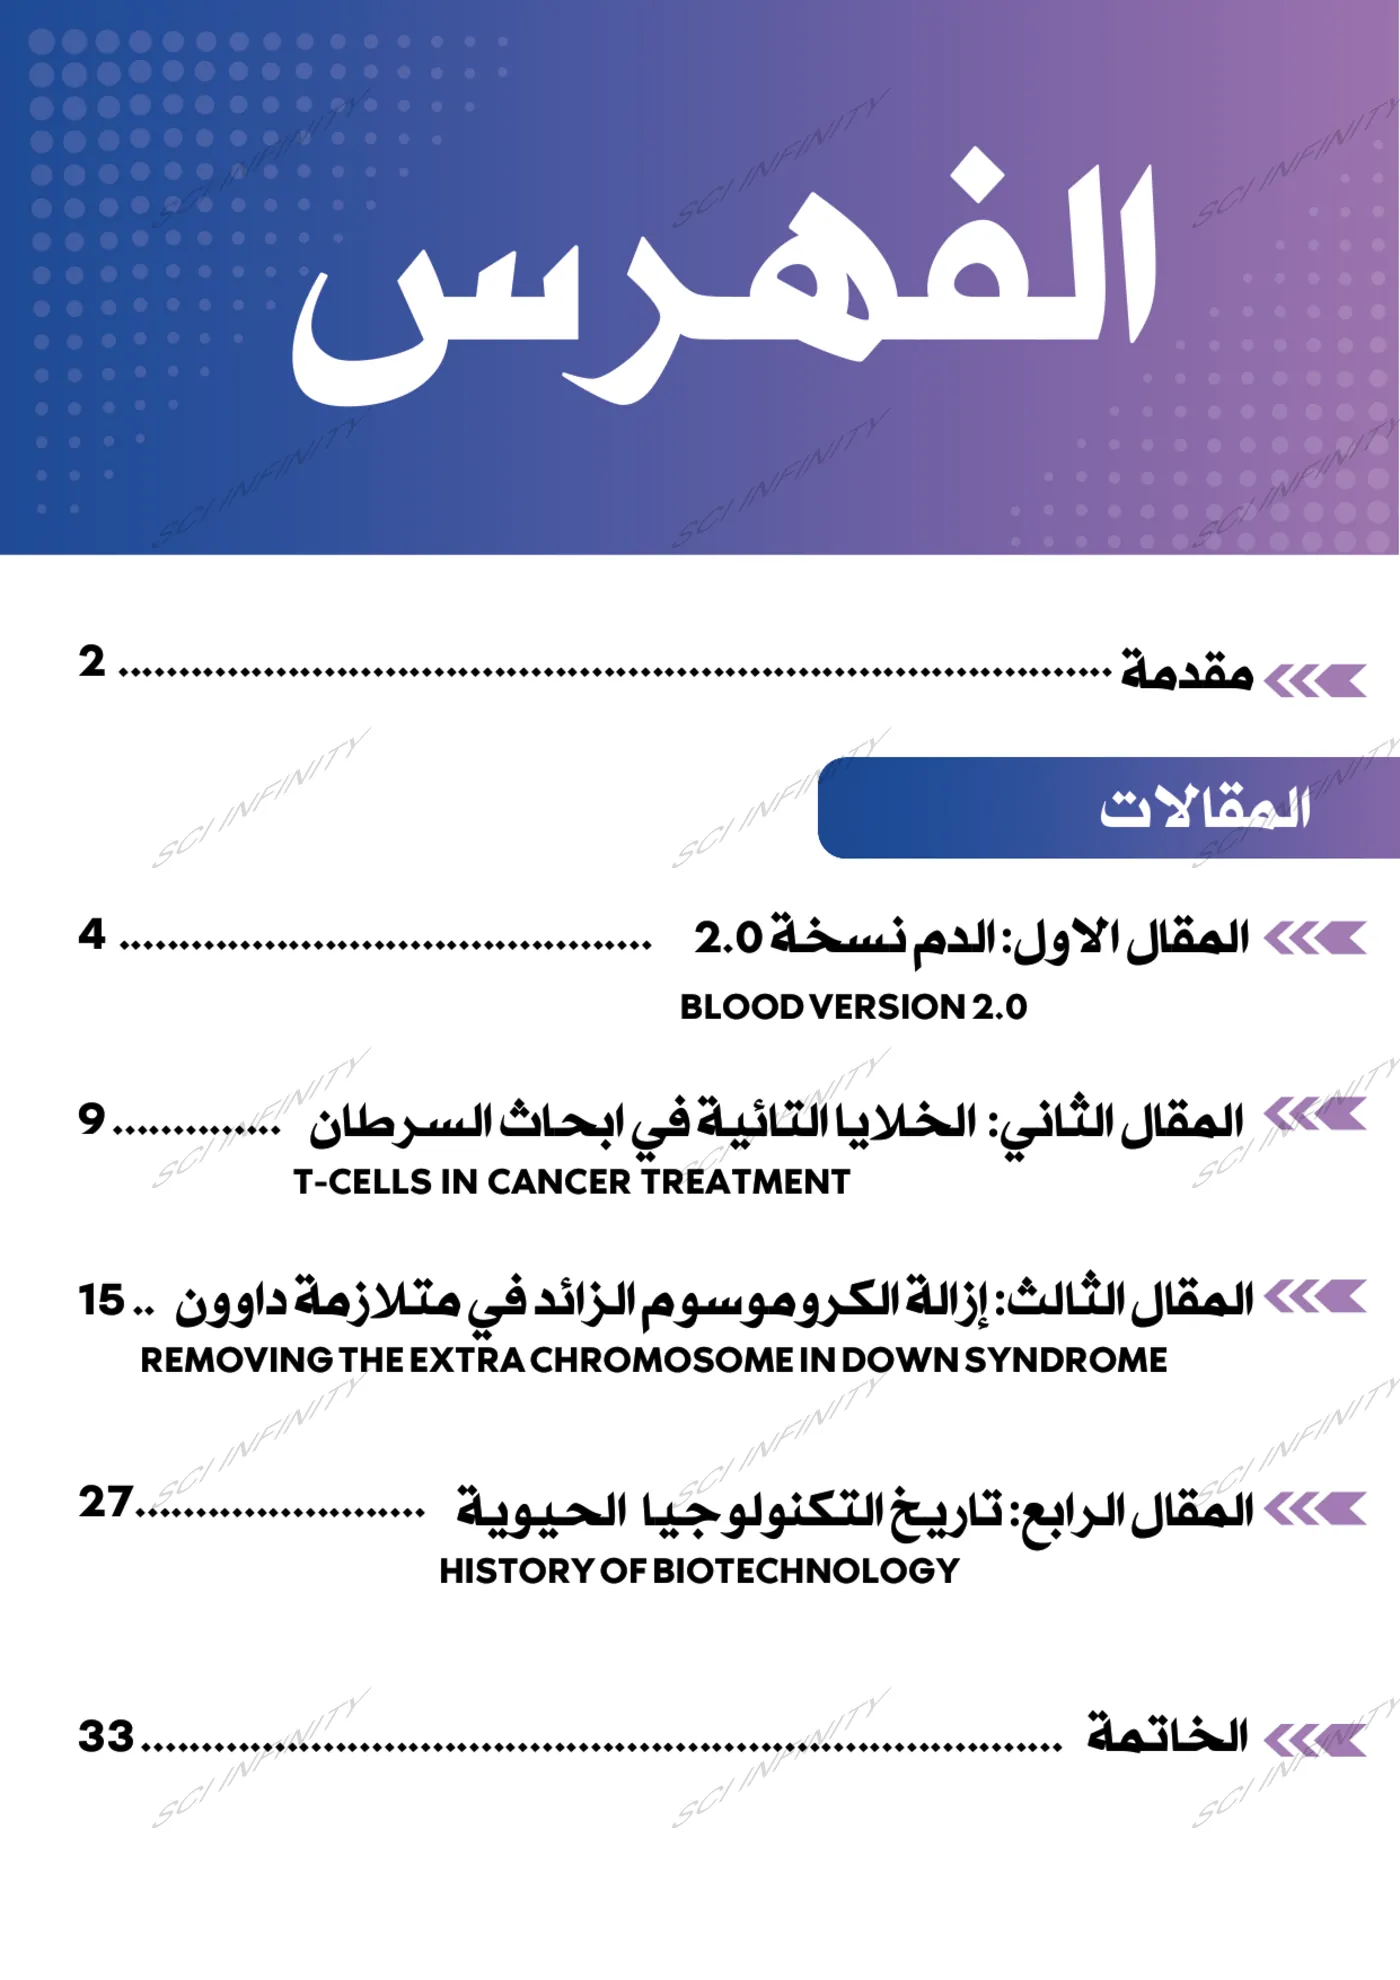 الفهرس
مقدمة ........................................ 2
المقالات
المقال الاول: الدم نسخة 2.0 ........................................ 4
BLOOD VERSION 2.0
المقال الثاني: الخلايا التائية في ابحاث السرطان .............. 9
T-CELLS IN CANCER TREATMENT
المقال الثالث: إزالة الكروموسوم الزائد في متلازمة داوون .. 15
REMOVING THE EXTRA CHROMOSOME IN DOWN SYNDROME
المقال الرابع: تاريخ التكنولوجيا الحيوية ........................ 27
HISTORY OF BIOTECHNOLOGY
الخاتمة ........................................ 33
SCI INFINITY